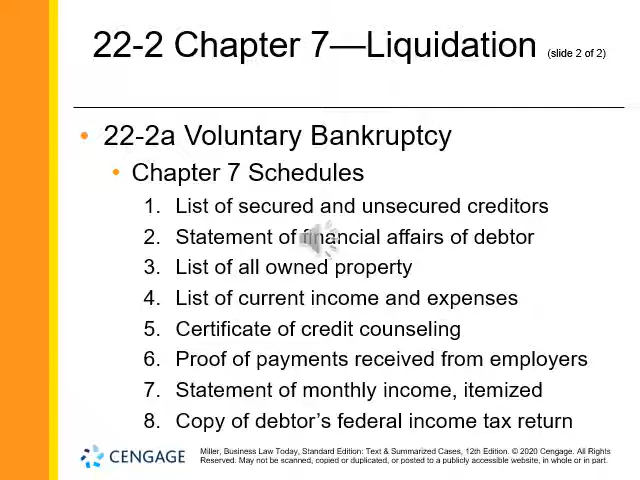 22-2 Chapter 7—Liquidation (slide 2 of 2)
• 22-2a Voluntary Bankruptcy
• Chapter 7 Schedules
1. List of secured and unsecured creditors
2. Statement of financial affairs of debtor
3. List of all owned property
4. List of current income and expenses
5. Certificate of credit counseling
6. Proof of payments received from employers
7. Statement of monthly income, itemized
8. Copy of debtor’s federal income tax return
CENGAGE
Miller, Business Law Today, Standard Edition: Text & Summarized Cases, 12th Edition. © 2020 Cengage. All Rights
Reserved. May not be scanned, copied or duplicated, or posted to a publicly accessible website, in whole or in part.